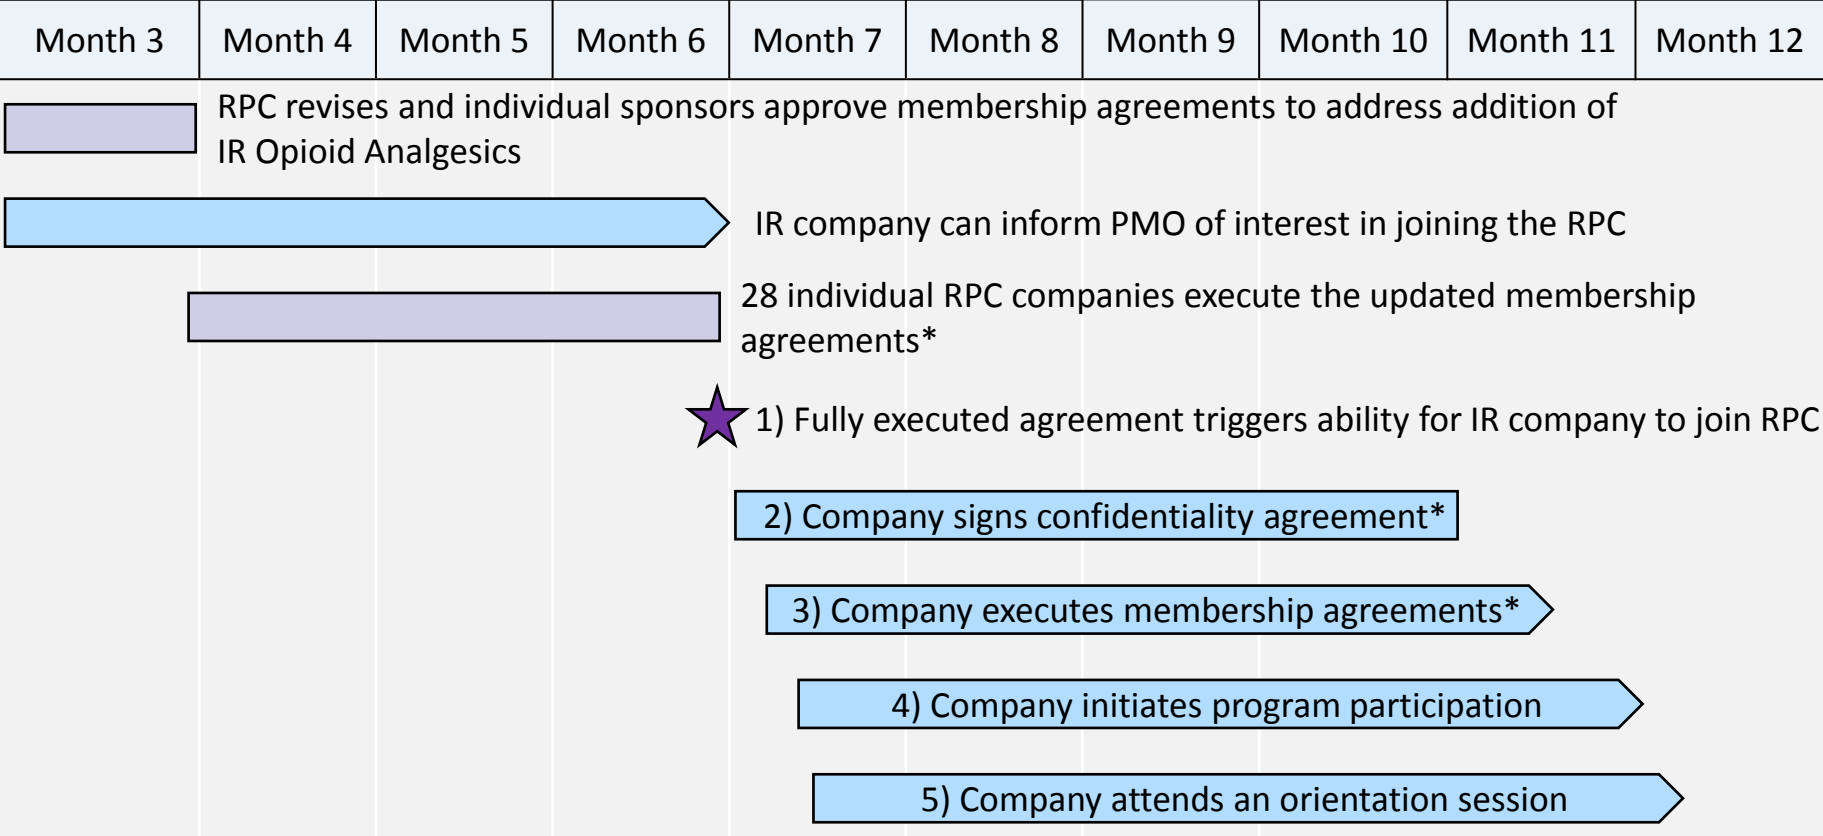 Month 3 Month 4 Month 5 Month 6 Month 7 Month 8 Month 9 Month 10 Month 11 Month 12
RPC revises and individual sponsors approve membership agreements to address addition of
IR Opioid Analgesics
IR company can inform PMO of interest in joining the RPC
28 individual RPC companies execute the updated membership
agreements*
1) Fully executed agreement triggers ability for IR company to join RPC
2) Company signs confidentiality agreement*
3) Company executes membership agreements*
4) Company initiates program participation
5) Company attends an orientation session